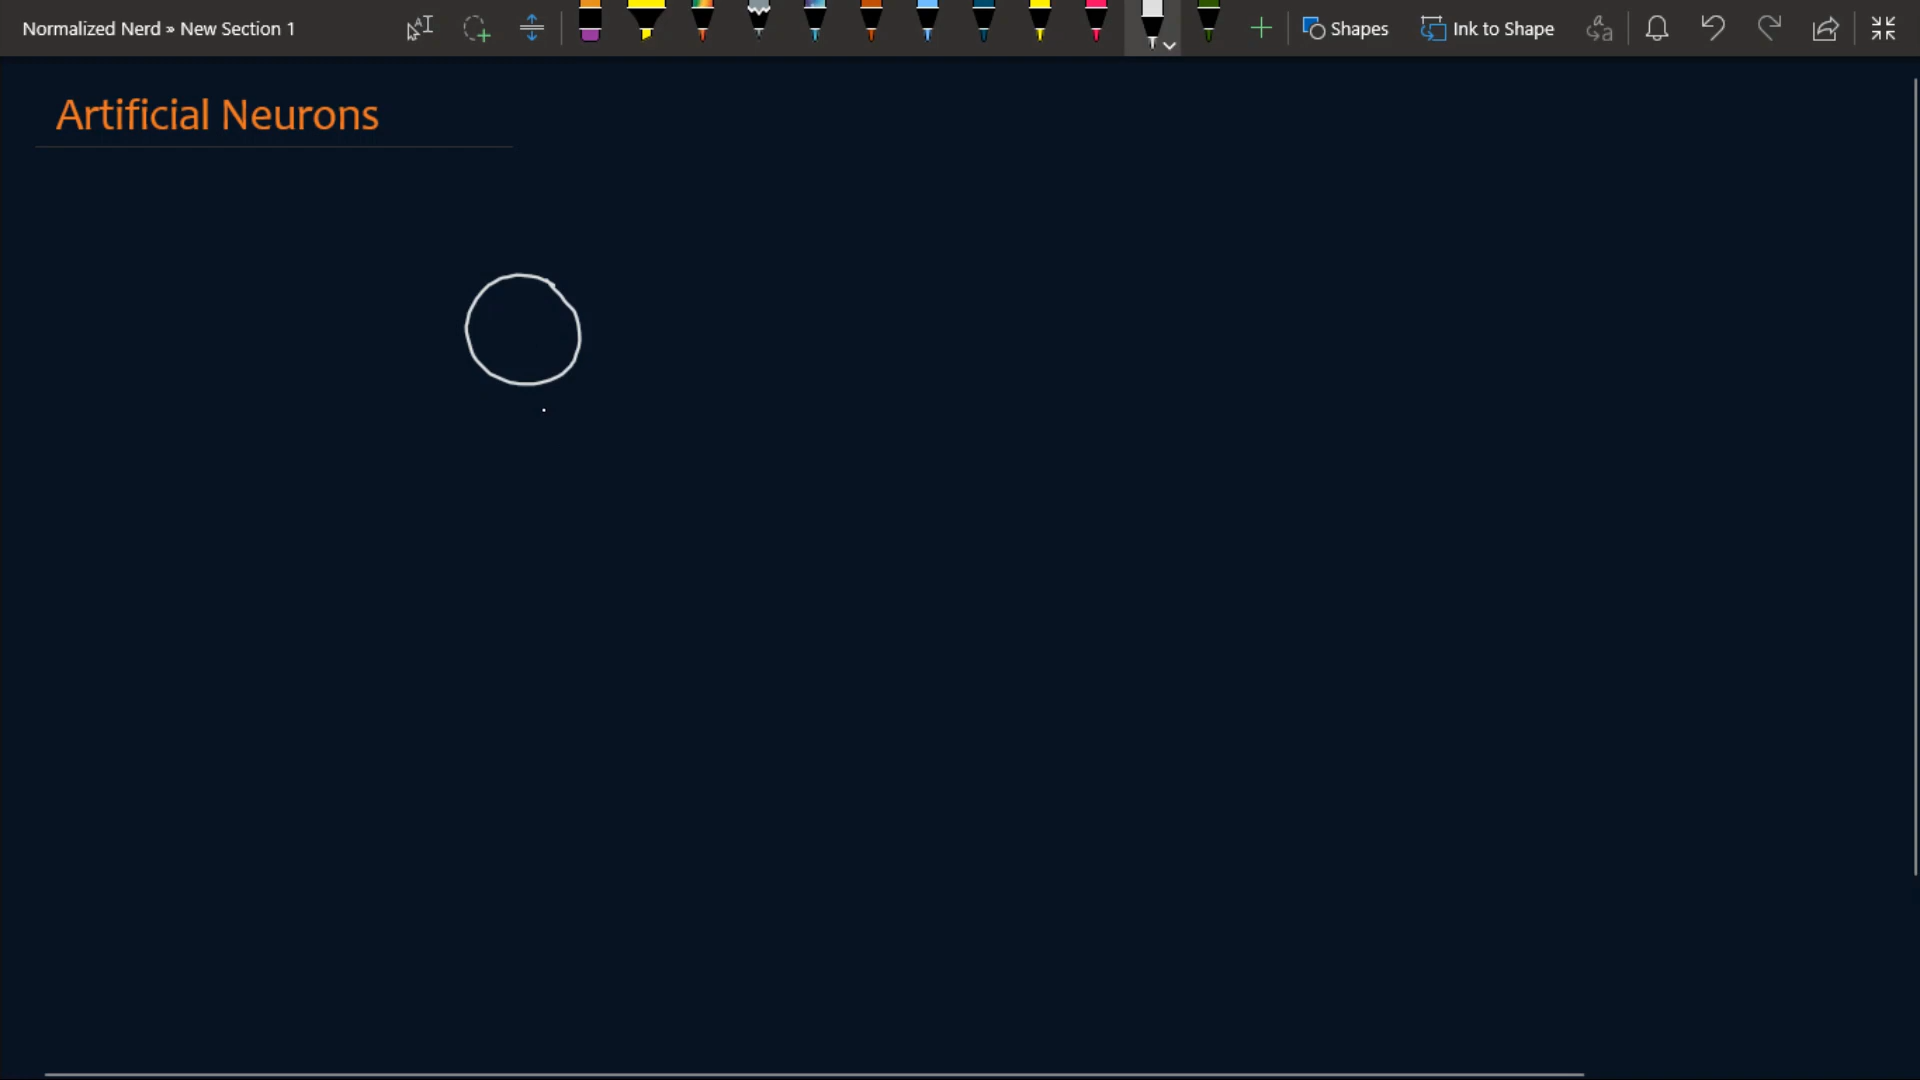 Normalized Nerd » New Section 1
Shapes
Ink to Shape
Artificial Neurons